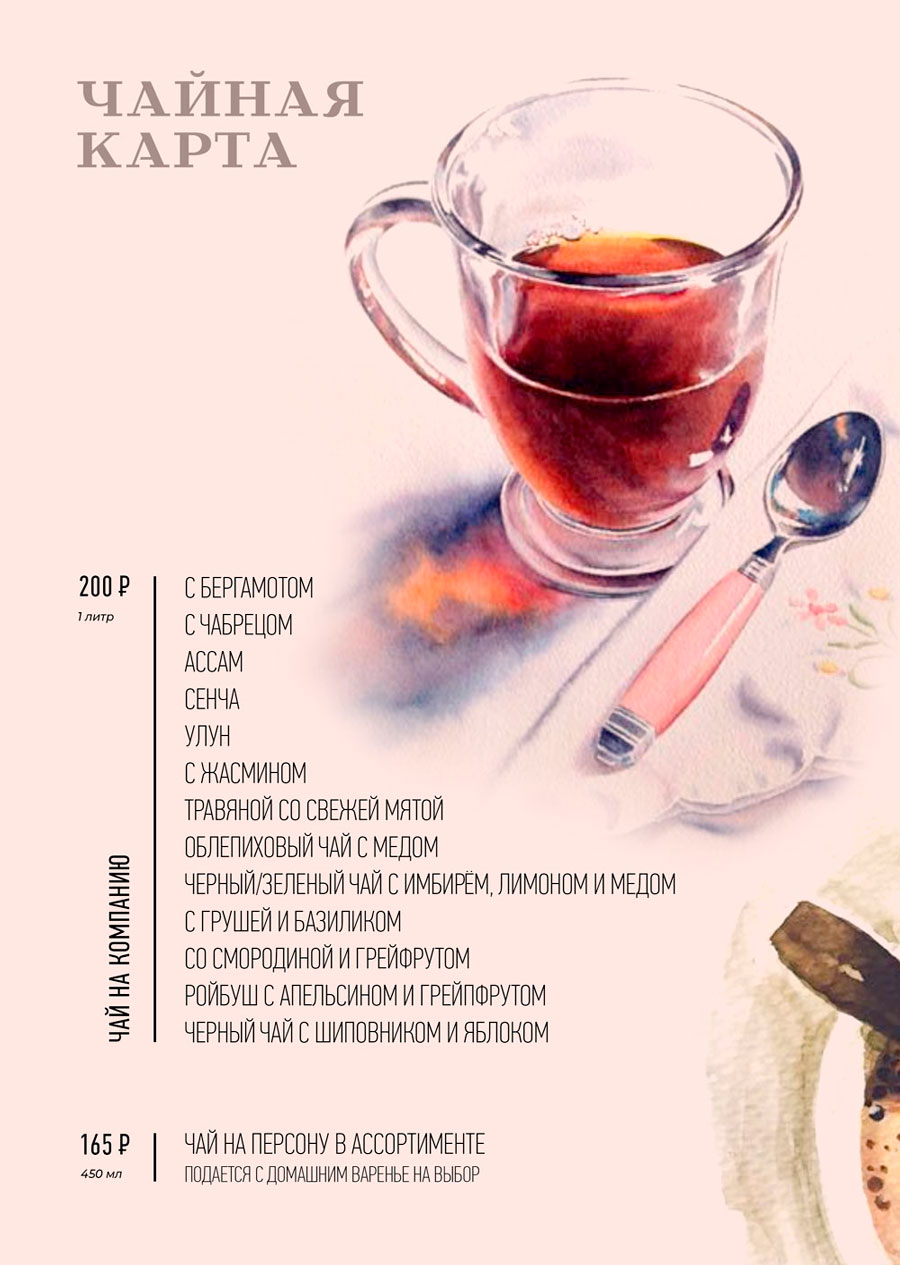 ЧАЙНАЯ
КАРТА
200 ₽
1 литр
ЧАЙ НА КОМПАНИЮ
С БЕРГАМОТОМ
С ЧАБРЕЦОМ
АССАМ
СЕНЧА
УЛУН
С ЖАСМИНОМ
ТРАВЯНОЙ СО СВЕЖЕЙ МЯТОЙ
ОБЛЕПИХОВЫЙ ЧАЙ С МЕДОМ
ЧЕРНЫЙ/ЗЕЛЕНЫЙ ЧАЙ С ИМБИРЁМ, ЛИМОНОМ И МЕДОМ
С ГРУШЕЙ И БАЗИЛИКОМ
СО СМОРОДИНОЙ И ГРЕЙФРУТОМ
РОЙБУШ С АПЕЛЬСИНОМ И ГРЕЙПФРУТОМ
ЧЕРНЫЙ ЧАЙ С ШИПОВНИКОМ И ЯБЛОКОМ
165 ₽
450 мл
ЧАЙ НА ПЕРСОНУ В АССОРТИМЕНТЕ
ПОДАЕТСЯ С ДОМАШНИМ ВАРЕНЬЕ НА ВЫБОР